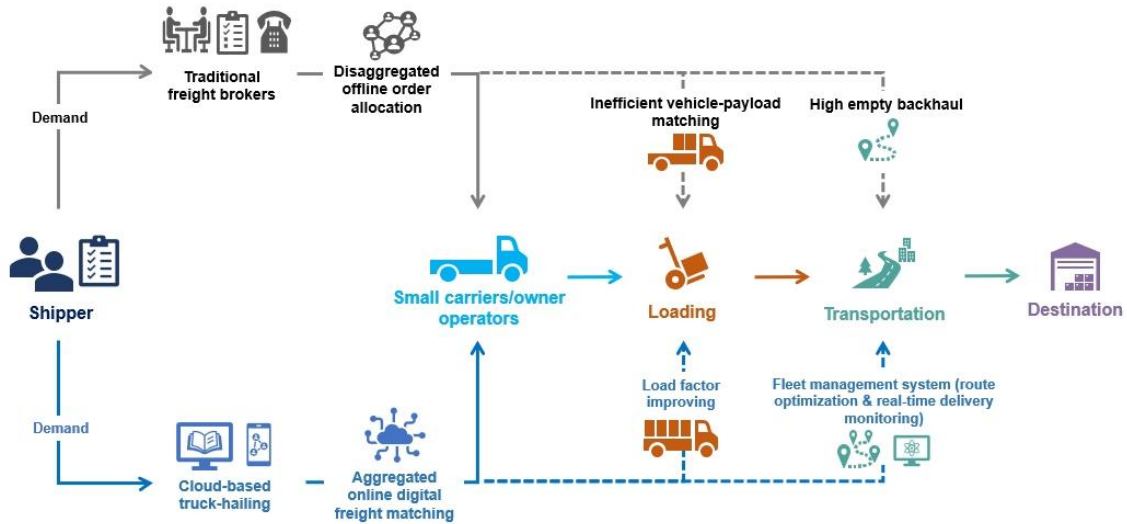 Traditional
freight brokers
Disaggregated
offline order
allocation
Demand
Inefficient vehicle-payload
matching
High empty backhaul
Shipper
Small carriers/owner
operators
Loading
Transportation
Destination
Demand
Load factor
improving
Fleet management system (route
optimization & real-time delivery
monitoring)
Cloud-based
truck-hailing
Aggregated
online digital
freight matching